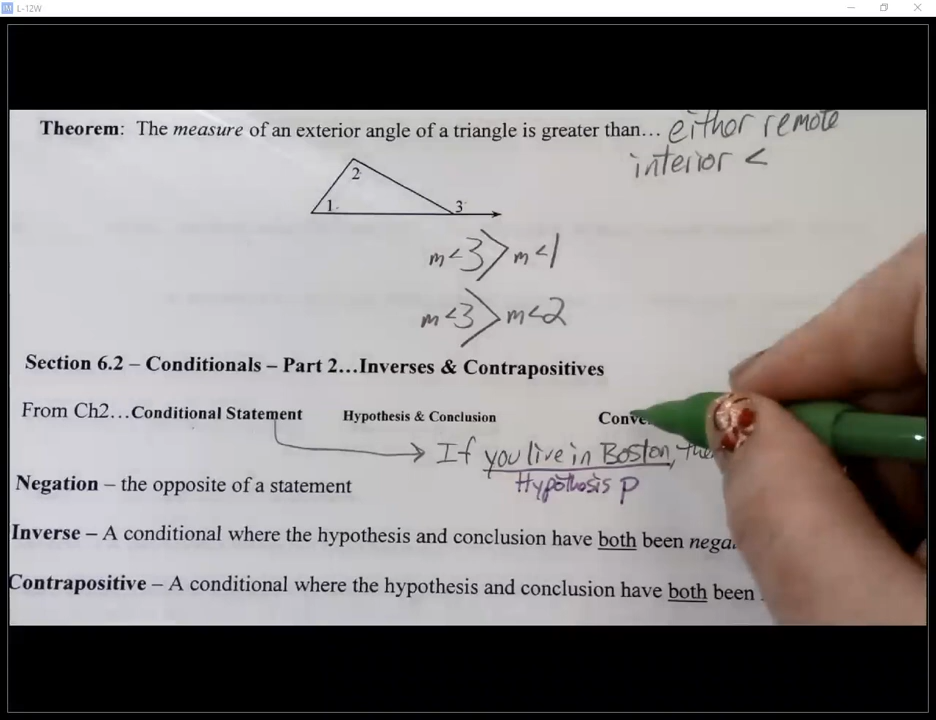 L-12W
Theorem: The measure of an exterior angle of a triangle is greater than... either remote
interior <
2
1
3
m<3 > m<1
m<3 > m<2
Section 6.2 – Conditionals – Part 2...Inverses & Contrapositives
From Ch2...Conditional Statement Hypothesis & Conclusion
If you live in Boston,
Hypothesis P
Negation – the opposite of a statement
Inverse – A conditional where the hypothesis and conclusion have both been
Contrapositive – A conditional where the hypothesis and conclusion have both been